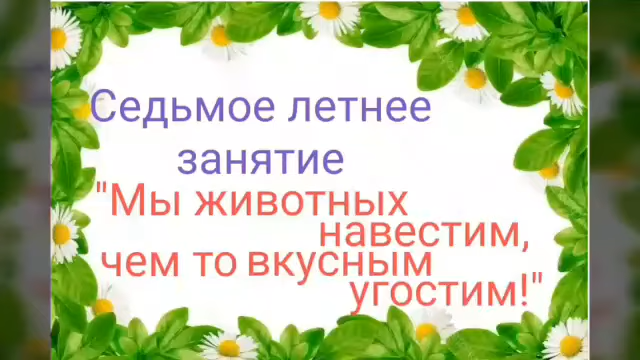 Седьмое летнее
занятие
"Мы животных
навестим,
чем то вкусным
угостим!"